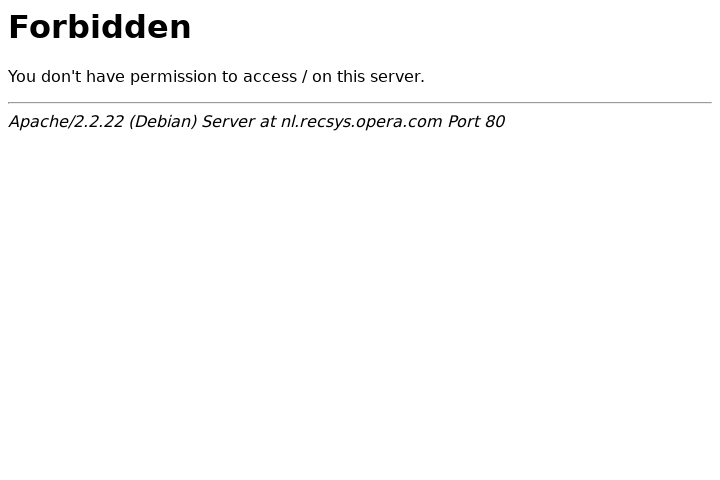 Forbidden
You don't have permission to access / on this server.
Apache/2.2.22 (Debian) Server at nl.recsys.opera.com Port 80